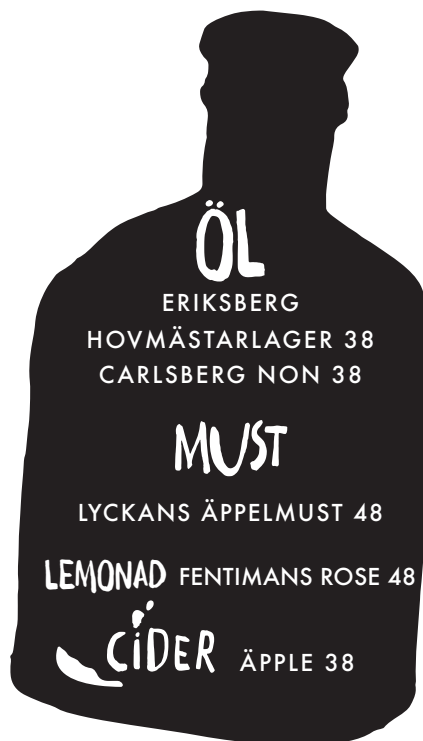 ÖL
ERIKSBERG
HOVMÄSTARLAGER 38
CARLSBERG NON 38
MUST
LYCKANS ÄPPELMUST 48
LEMONAD FENTIMANS ROSE 48
CIDER ÄPPLE 38